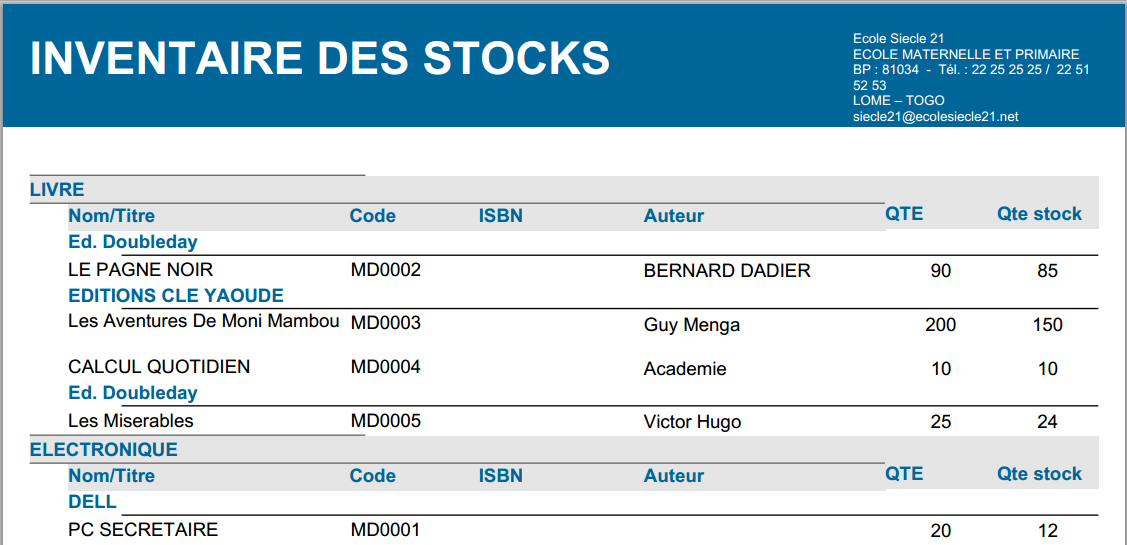 INVENTAIRE DES STOCKS
Ecole Siecle 21
ECOLE MATERNELLE ET PRIMAIRE
BP : 81034 - Tél. : 22 25 25 25 / 22 51
52 53
LOME – TOGO
siecle21@ecolesiecle21.net
LIVRE
Nom/Titre Code ISBN Auteur QTE Qte stock
Ed. Doubleday
LE PAGNE NOIR MD0002 BERNARD DADIER 90 85
EDITIONS CLE YAOUDE
Les Aventures De Moni Mambou MD0003 Guy Menga 200 150
CALCUL QUOTIDIEN MD0004 Academie 10 10
Ed. Doubleday
Les Miserables MD0005 Victor Hugo 25 24
ELECTRONIQUE
Nom/Titre Code ISBN Auteur QTE Qte stock
DELL
PC SECRETAIRE MD0001 20 12